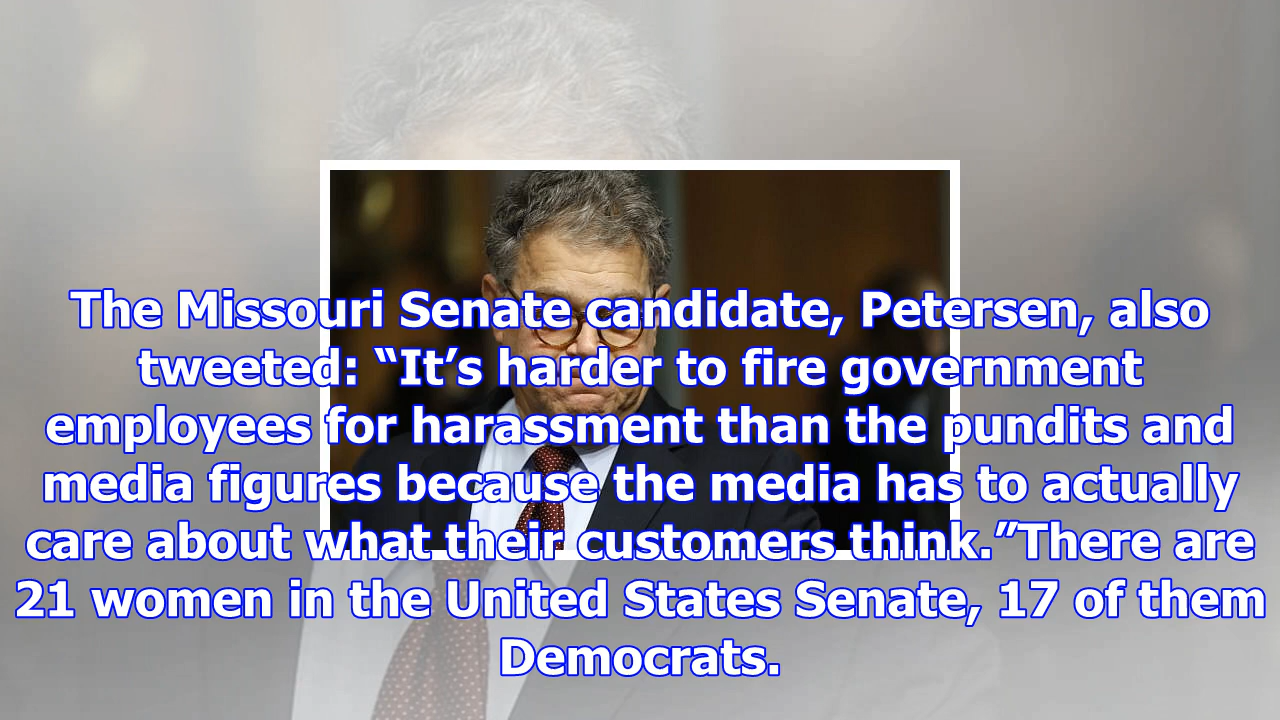 The Missouri Senate candidate, Petersen, also
tweeted: “It’s harder to fire government
employees for harassment than the pundits and
media figures because the media has to actually
care about what their customers think.”There are
21 women in the United States Senate, 17 of them
Democrats.